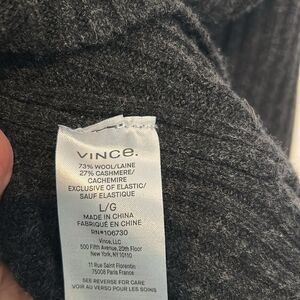 VINCE.
73% WOOL/LAINE
27% CASHMERE/
CACHEMIRE
EXCLUSIVE OF ELASTIC/
SAUF ELASTIQUE
L/G
MADE IN CHINA
FABRIQUÉ EN CHINE
RN#106730
Vince, LLC
500 Fifth Avenue, 20th Floor
New York, NY 10110
11 Rue Saint Florentin
75008 Paris France
SEE REVERSE FOR CARE
VOIR AU VERSO POUR LES SOINS